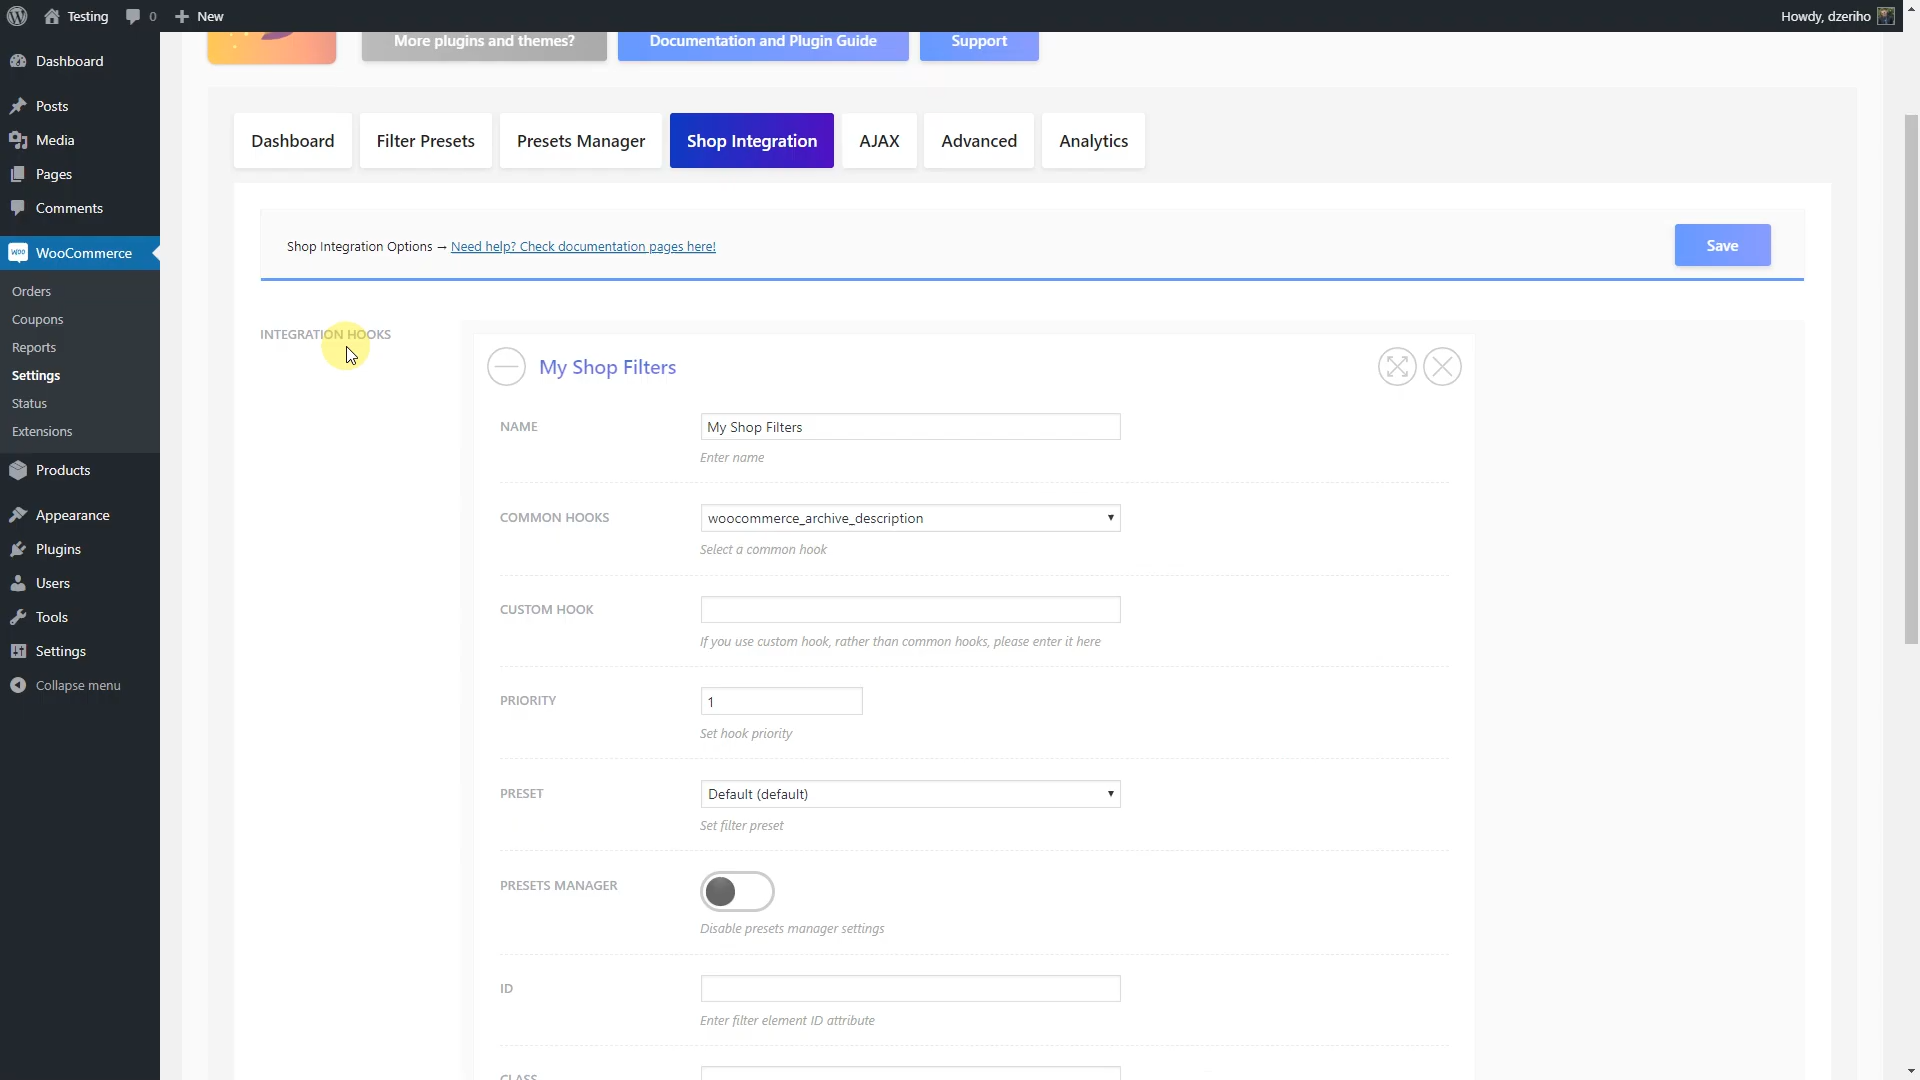 Testing
0
New
Howdy, dzeriho
More plugins and themes?
Documentation and Plugin Guide
Support
Dashboard
Posts
Media
Pages
Comments
WooCommerce
Orders
Coupons
Reports
Settings
Status
Extensions
Products
Appearance
Plugins
Users
Tools
Settings
Collapse menu
Dashboard
Filter Presets
Presets Manager
Shop Integration
AJAX
Advanced
Analytics
Shop Integration Options → Need help? Check documentation pages here!
Save
INTEGRATION HOOKS
My Shop Filters
NAME
My Shop Filters
Enter name
COMMON HOOKS
woocommerce_archive_description
Select a common hook
CUSTOM HOOK
If you use custom hook, rather than common hooks, please enter it here
PRIORITY
1
Set hook priority
PRESET
Default (default)
Set filter preset
PRESETS MANAGER
Disable presets manager settings
ID
Enter filter element ID attribute
CLASS